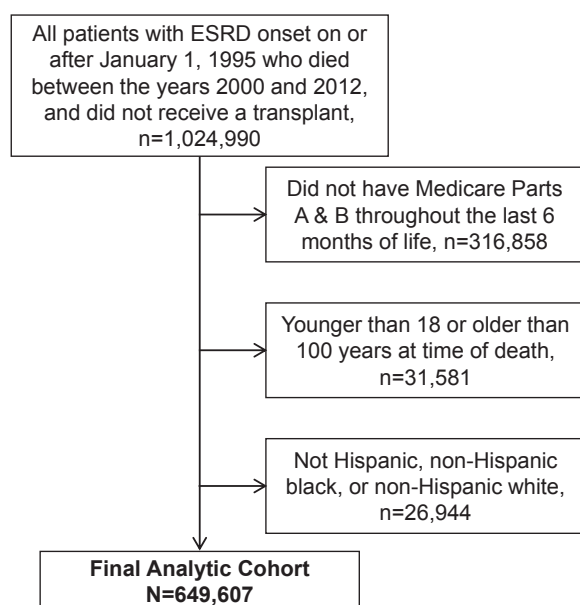 All patients with ESRD onset on or
after January 1, 1995 who died
between the years 2000 and 2012,
and did not receive a transplant,
n=1,024,990
Did not have Medicare Parts
A & B throughout the last 6
months of life, n=316,858
Younger than 18 or older than
100 years at time of death,
n=31,581
Not Hispanic, non-Hispanic
black, or non-Hispanic white,
n=26,944
Final Analytic Cohort
N=649,607